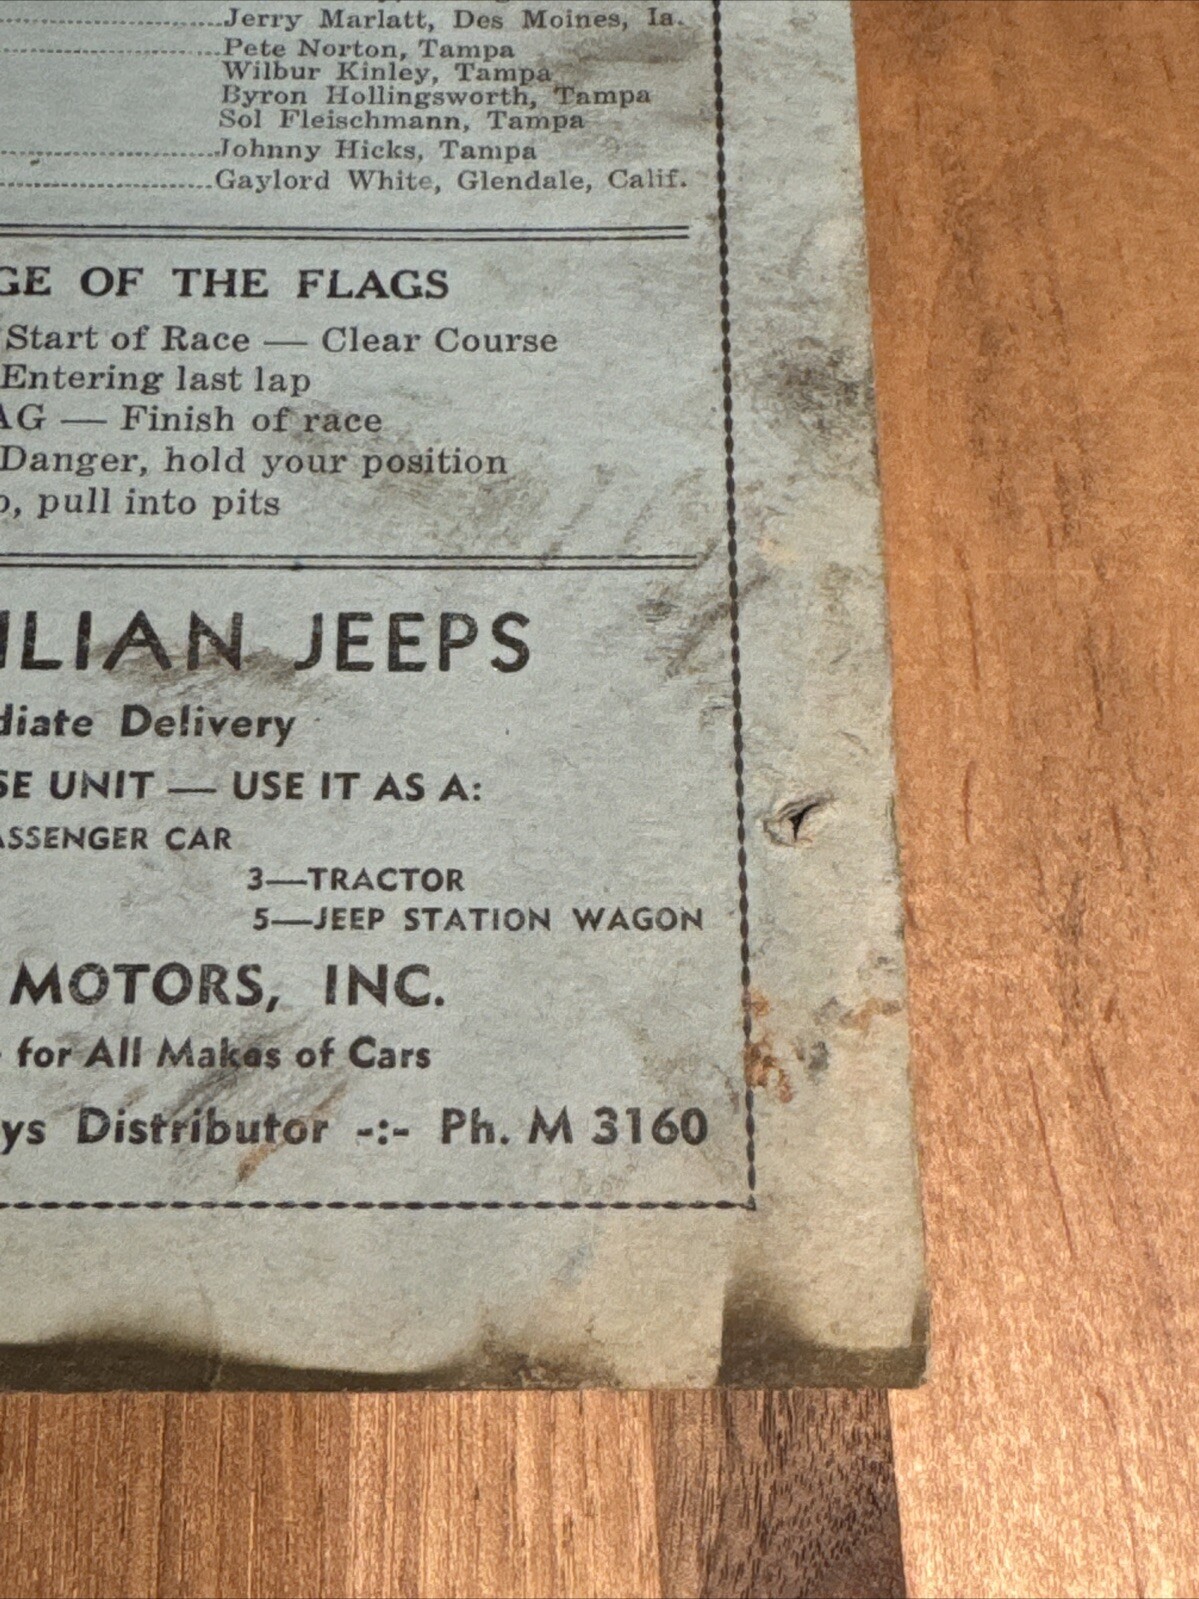 Jerry Marlatt, Des Moines, Ia.
Pete Norton, Tampa
Wilbur Kinley, Tampa
Byron Hollingsworth, Tampa
Sol Fleischmann, Tampa
Johnny Hicks, Tampa
Gaylord White, Glendale, Calif.
GE OF THE FLAGS
Start of Race — Clear Course
Entering last lap
AG — Finish of race
Danger, hold your position
, pull into pits
ILIAN JEEPS
diate Delivery
SE UNIT — USE IT AS A:
ASSENGER CAR
3—TRACTOR
5—JEEP STATION WAGON
MOTORS, INC.
for All Makes of Cars
ys Distributor -:- Ph. M 3160